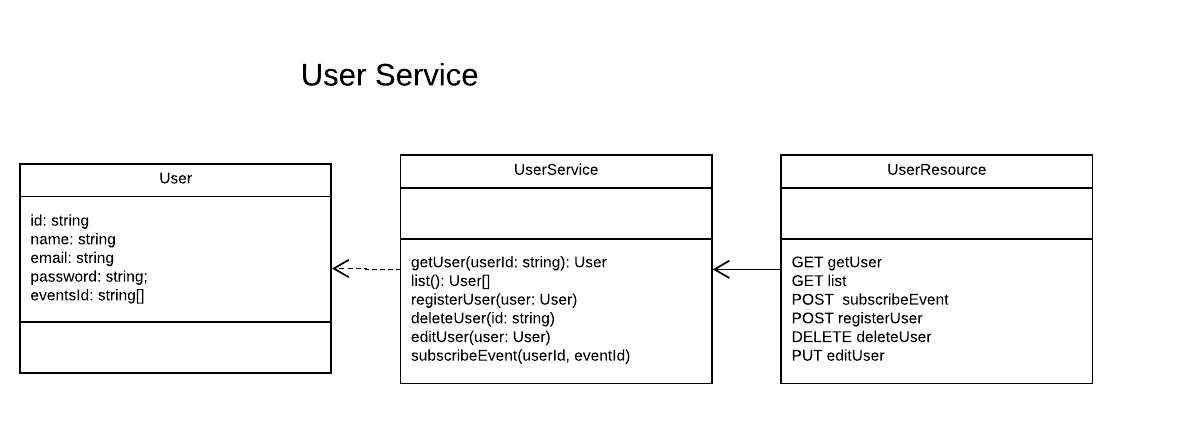 User Service
User
id: string
name: string
email: string
password: string;
eventsId: string[]
UserService
getUser(userId: string): User
list(): User[]
registerUser(user: User)
deleteUser(id: string)
editUser(user: User)
subscribeEvent(userId, eventId)
UserResource
GET getUser
GET list
POST  subscribeEvent
POST registerUser
DELETE deleteUser
PUT editUser